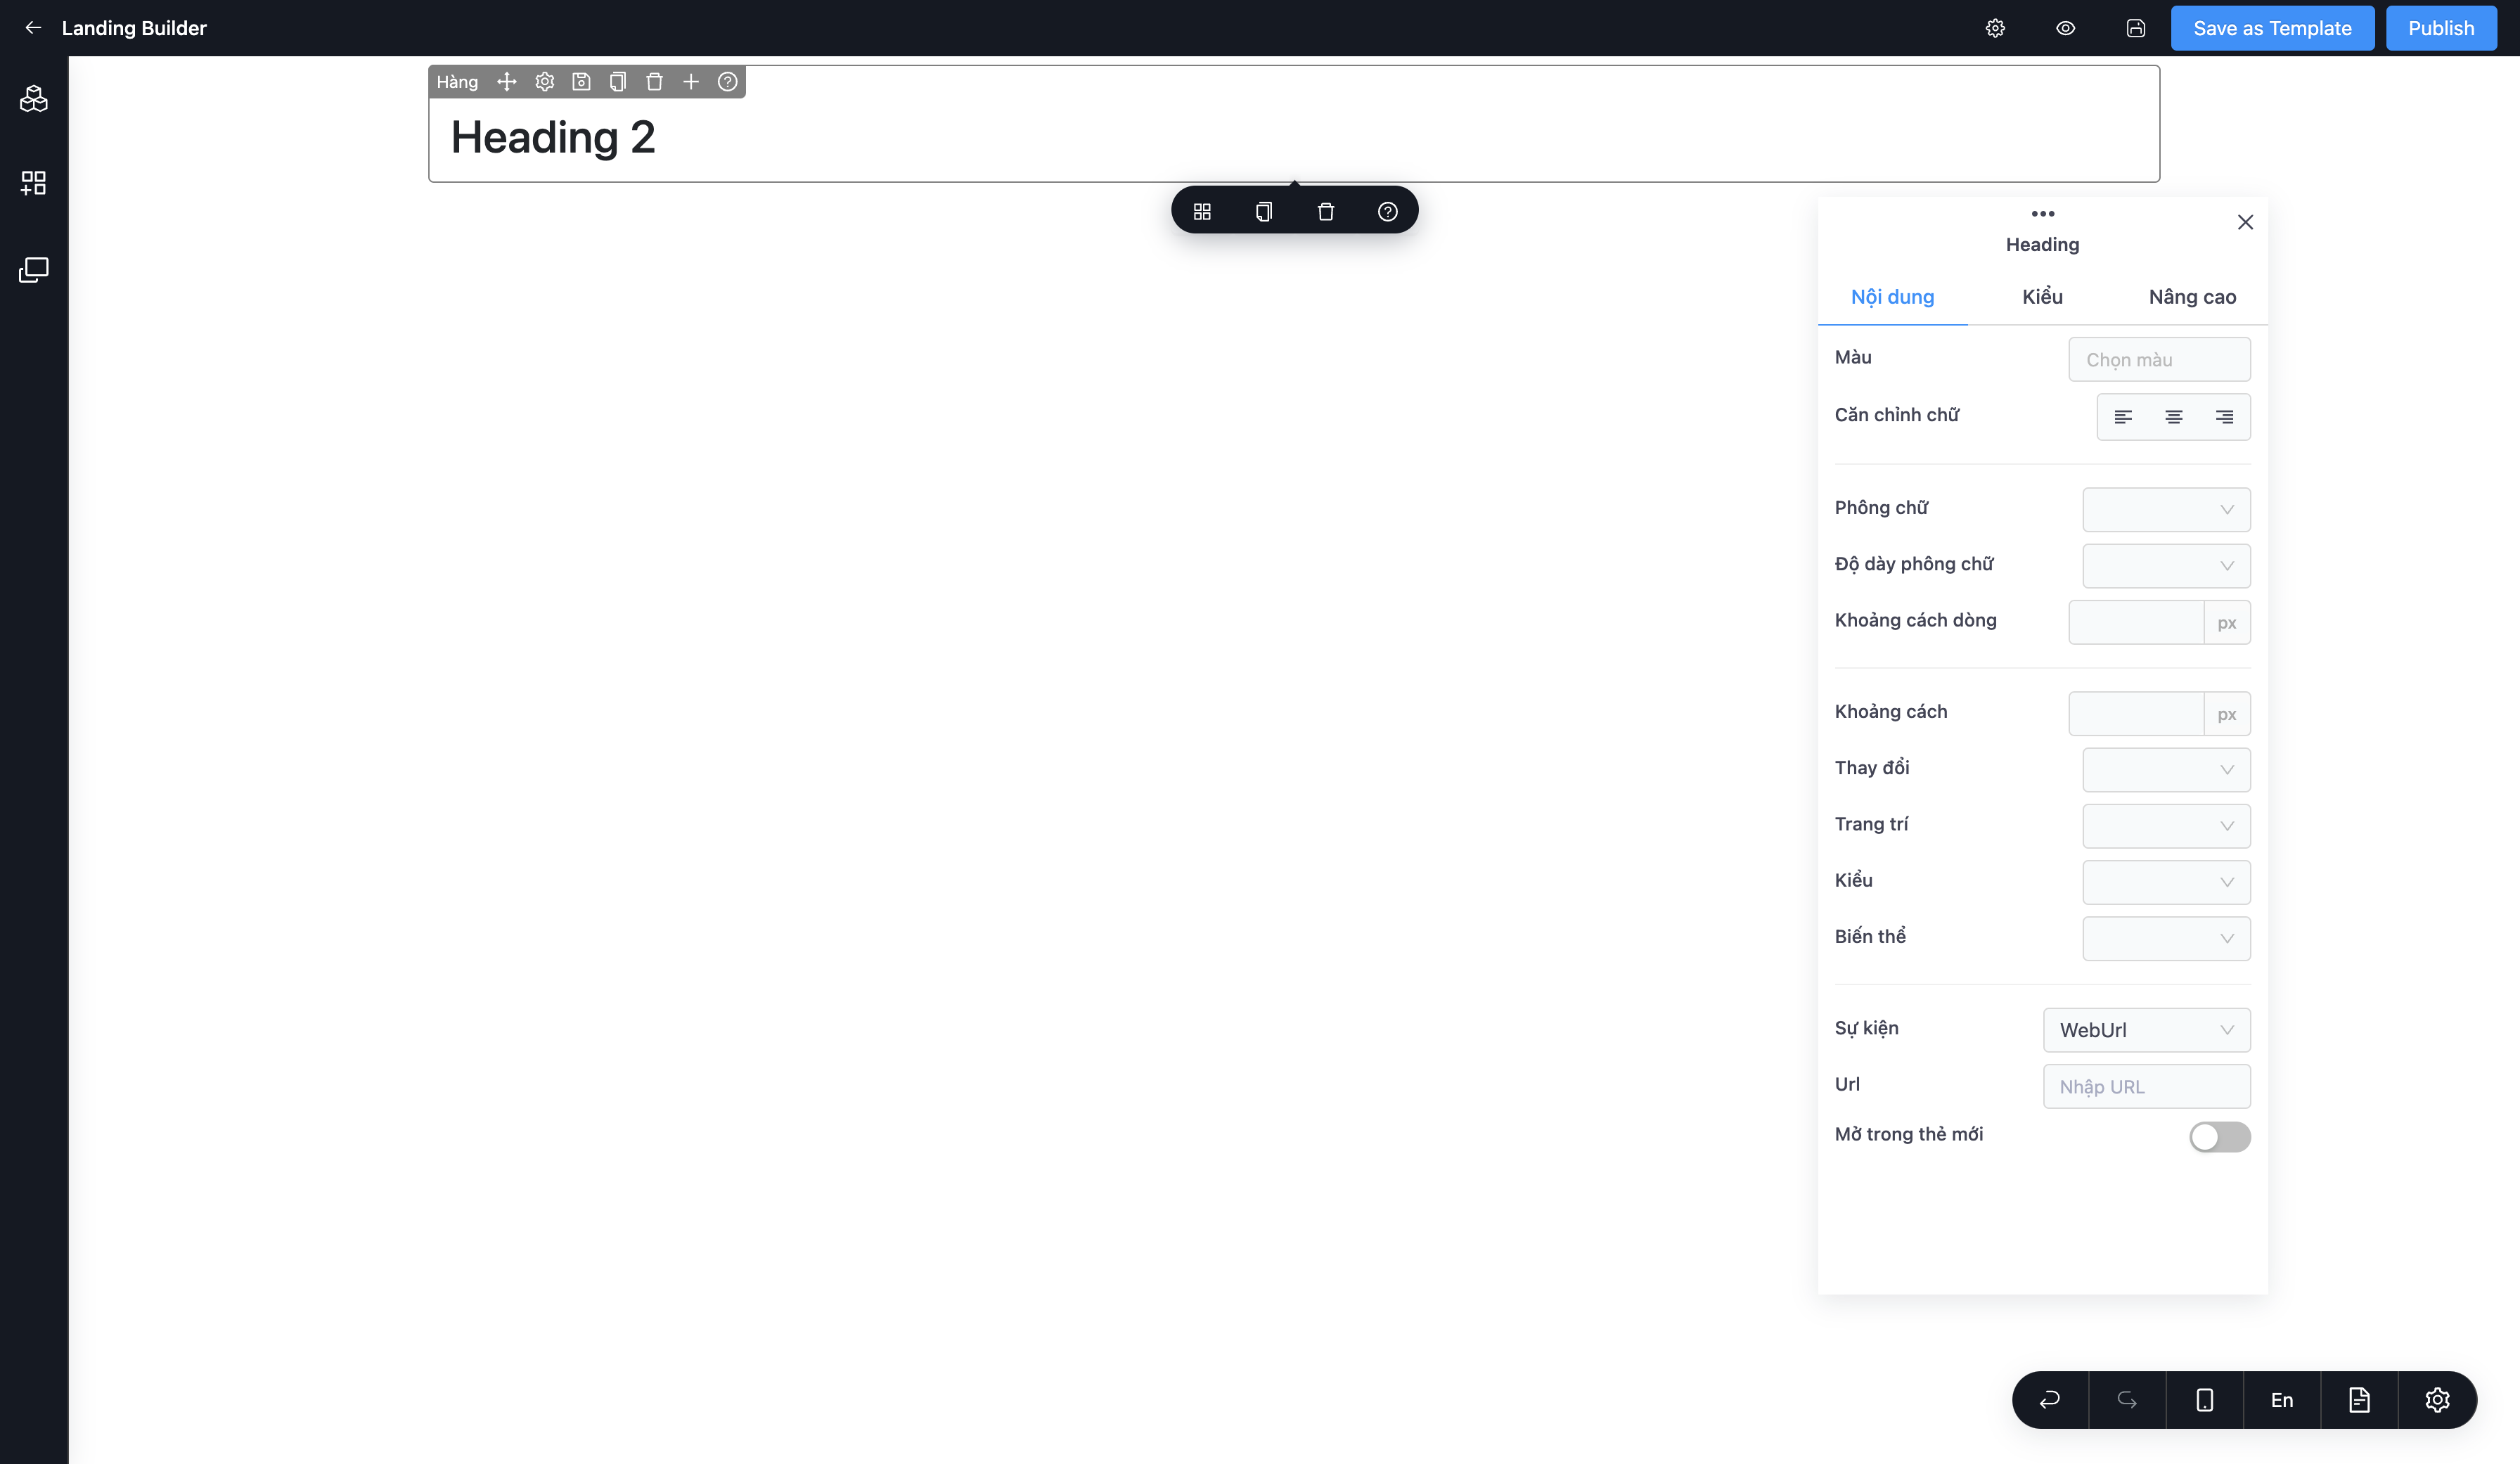 Landing Builder
Save as Template
Publish
Hàng
Heading 2
Heading
Nội dung
Kiểu
Nâng cao
Màu
Chọn màu
Căn chỉnh chữ
Phông chữ
Độ dày phông chữ
Khoảng cách dòng
px
Khoảng cách
px
Thay đổi
Trang trí
Kiểu
Biến thể
Sự kiện
WebUrl
Url
Nhập URL
Mở trong thẻ mới
En